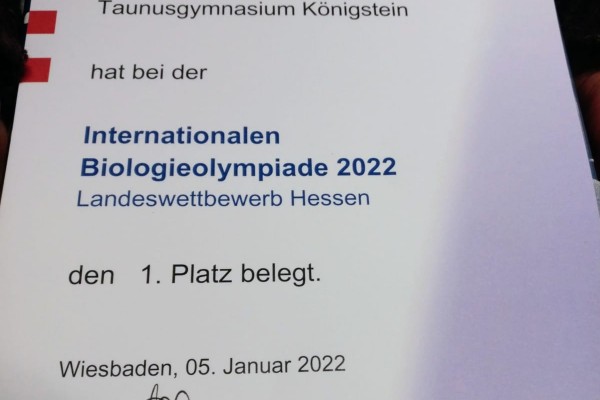 Taunusgymnasium Königstein
hat bei der
Internationalen
Biologieolympiade 2022
Landeswettbewerb Hessen
den 1. Platz belegt.
Wiesbaden, 05. Januar 2022